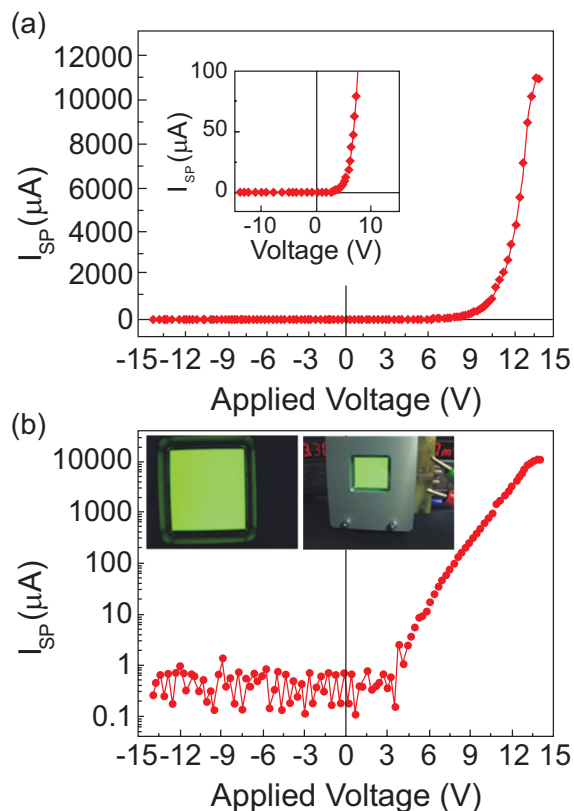 (a)
I_SP (μA)
12000
10000
8000
6000
4000
2000
0
-15 -12 -9 -6 -3 0 3 6 9 12 15
Applied Voltage (V)
I_SP (μA)
100
50
0
-10 0 10
Voltage (V)
(b)
I_SP (μA)
10000
1000
100
10
1
0.1
-15 -12 -9 -6 -3 0 3 6 9 12 15
Applied Voltage (V)